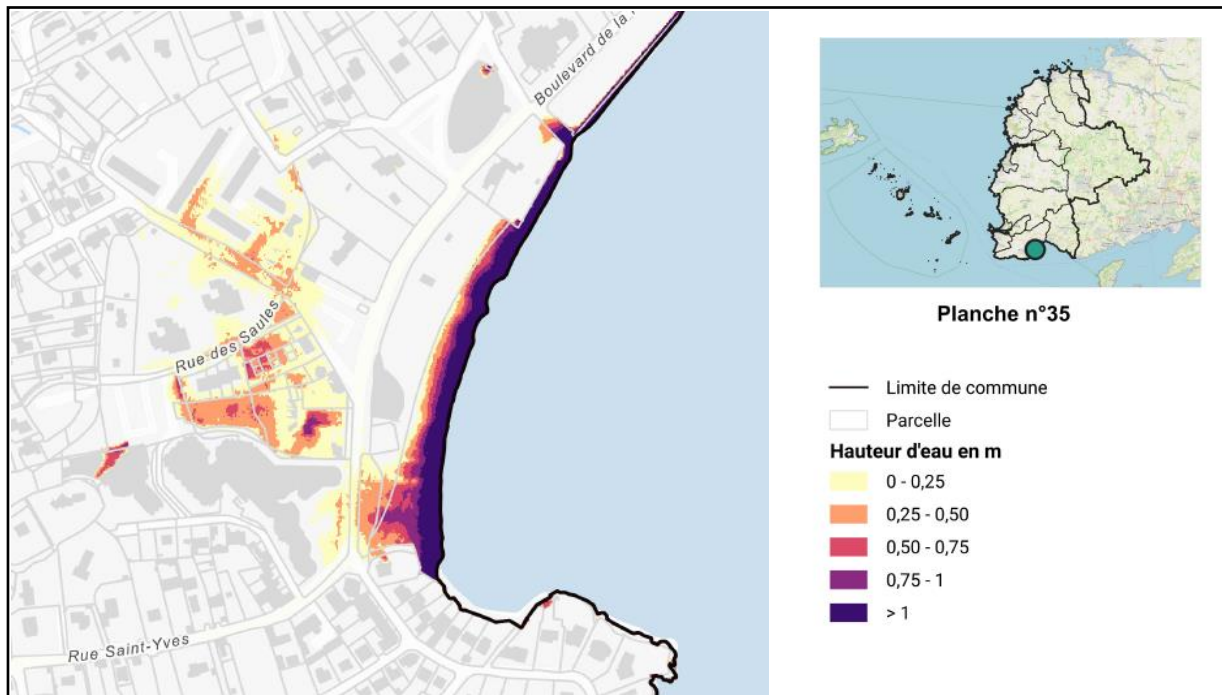 Boulevard de la
Rue des Saules
Rue Saint-Yves
Planche n°35
Limite de commune
Parcelle
Hauteur d'eau en m
0 - 0,25
0,25 - 0,50
0,50 - 0,75
0,75 - 1
> 1